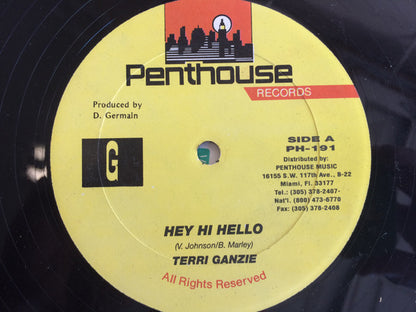 Penthouse
RECORDS
Produced by
D. Germain
G
SIDE A
PH-191
Distributed by:
PENTHOUSE MUSIC
16155 S.W. 117th Ave., B-22
Miami, Fl. 33177
Tel.: (305) 378-2407-
Nat'l. (800) 473-6770
Fax: (305) 378-2408
HEY HI HELLO
(V. Johnson/B. Marley)
TERRI GANZIE
All Rights Reserved